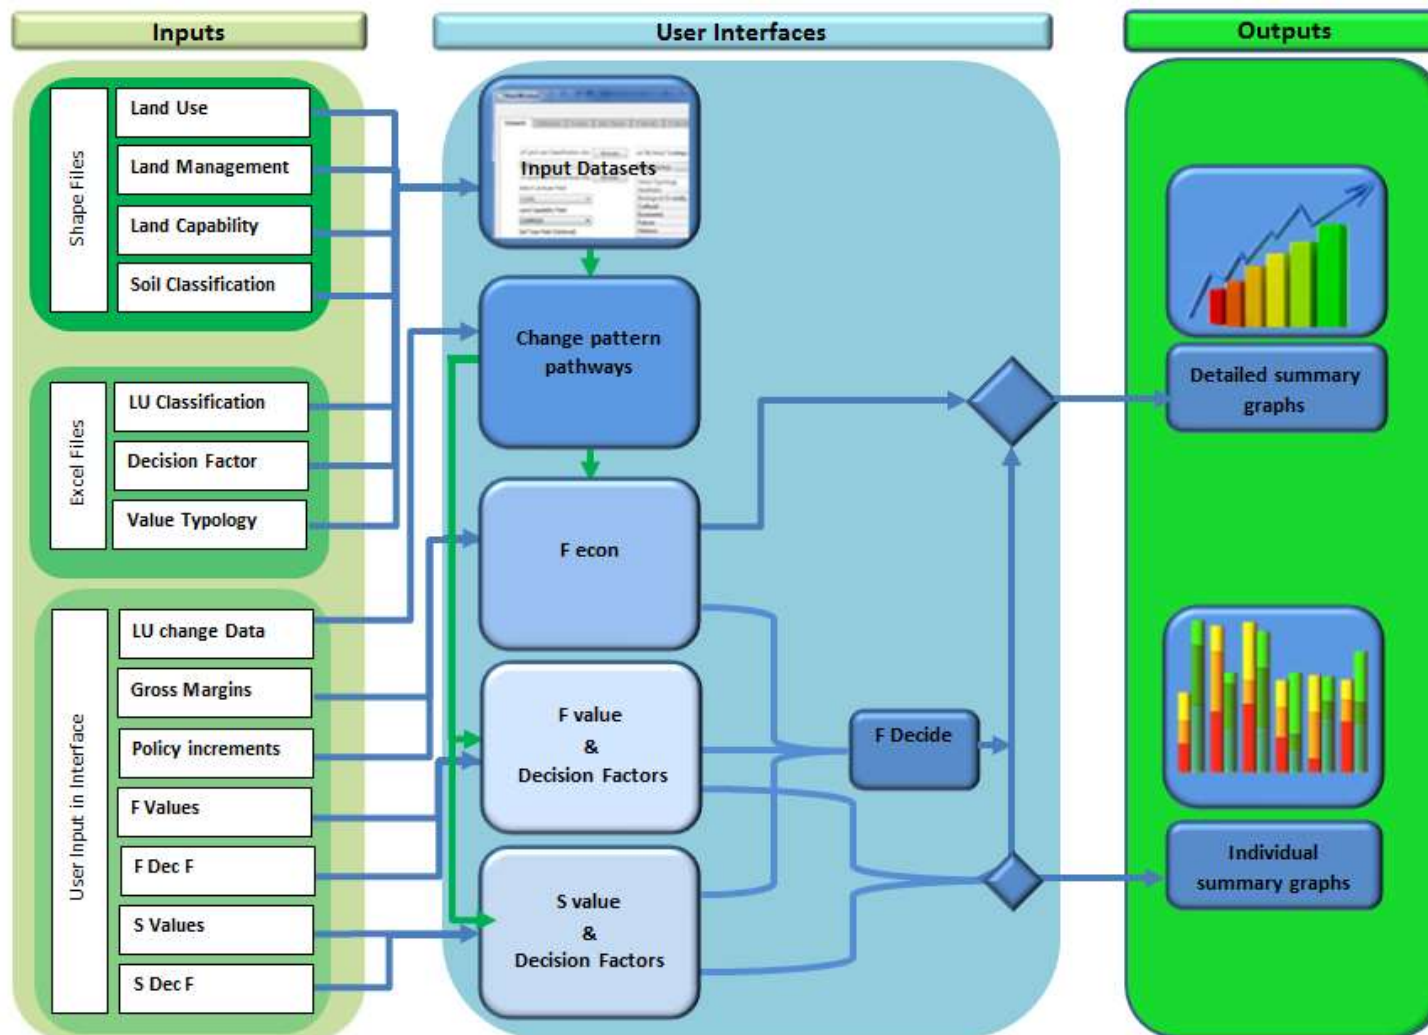 Inputs
User Interfaces
Outputs
Shape Files
Land Use
Land Management
Land Capability
Soil Classification
Excel Files
LU Classification
Decision Factor
Value Typology
User Input in Interface
LU change Data
Gross Margins
Policy increments
F Values
F Dec F
S Values
S Dec F
Input Datasets
Change pattern
pathways
F econ
F value
&
Decision Factors
S value
&
Decision Factors
F Decide
Detailed summary
graphs
Individual
summary graphs